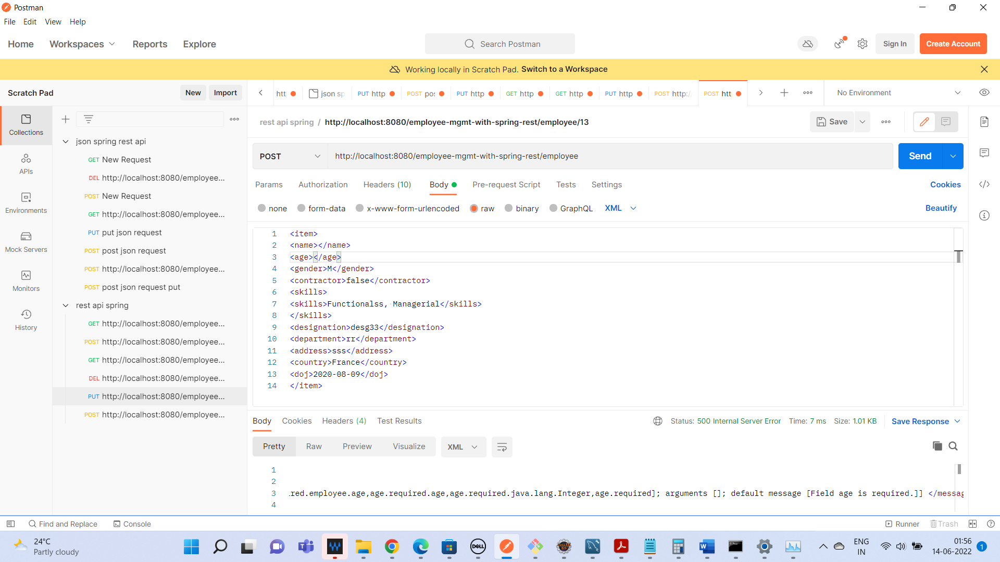 Postman
File Edit View Help
Home Workspaces Reports Explore
Search Postman
Sign In
Create Account
Working locally in Scratch Pad. Switch to a Workspace
Scratch Pad
New Import
htt
json sp
PUT http
POST pos
PUT http
GET http
GET http
PUT http
POST http:/
POST htt
No Environment
Collections
APIs
Environments
Mock Servers
Monitors
History
json spring rest api
GET New Request
DEL http://localhost:8080/employee...
POST New Request
GET http://localhost:8080/employee...
PUT put json request
POST post json request
POST http://localhost:8080/employee...
POST post json request put
rest api spring
GET http://localhost:8080/employee...
POST http://localhost:8080/employee...
GET http://localhost:8080/employee...
DEL http://localhost:8080/employee...
PUT http://localhost:8080/employee...
POST http://localhost:8080/employee...
rest api spring / http://localhost:8080/employee-mgmt-with-spring-rest/employee/13
Save
POST http://localhost:8080/employee-mgmt-with-spring-rest/employee
Send
Params Authorization Headers (10) Body Pre-request Script Tests Settings
Cookies
none form-data x-www-form-urlencoded raw binary GraphQL XML
Beautify
1 <item>
2 <name></name>
3 <age></age>
4 <gender>M</gender>
5 <contractor>false</contractor>
6 <skills>
7 <skills>Functionalss, Managerial</skills>
8 </skills>
9 <designation>desg33</designation>
10 <department>rr</department>
11 <address>sss</address>
12 <country>France</country>
13 <doj>2020-08-09</doj>
14 </item>
Body Cookies Headers (4) Test Results
Status: 500 Internal Server Error Time: 7 ms Size: 1.01 KB Save Response
Pretty Raw Preview Visualize XML
1
2
3 .red.employee.age,age.required.age,age.required.java.lang.Integer,age.required]; arguments []; default message [Field age is required.]] </messag
4
Find and Replace Console
Runner Trash
24°C
Partly cloudy
DELL
ENG
IN
01:56
14-06-2022
1